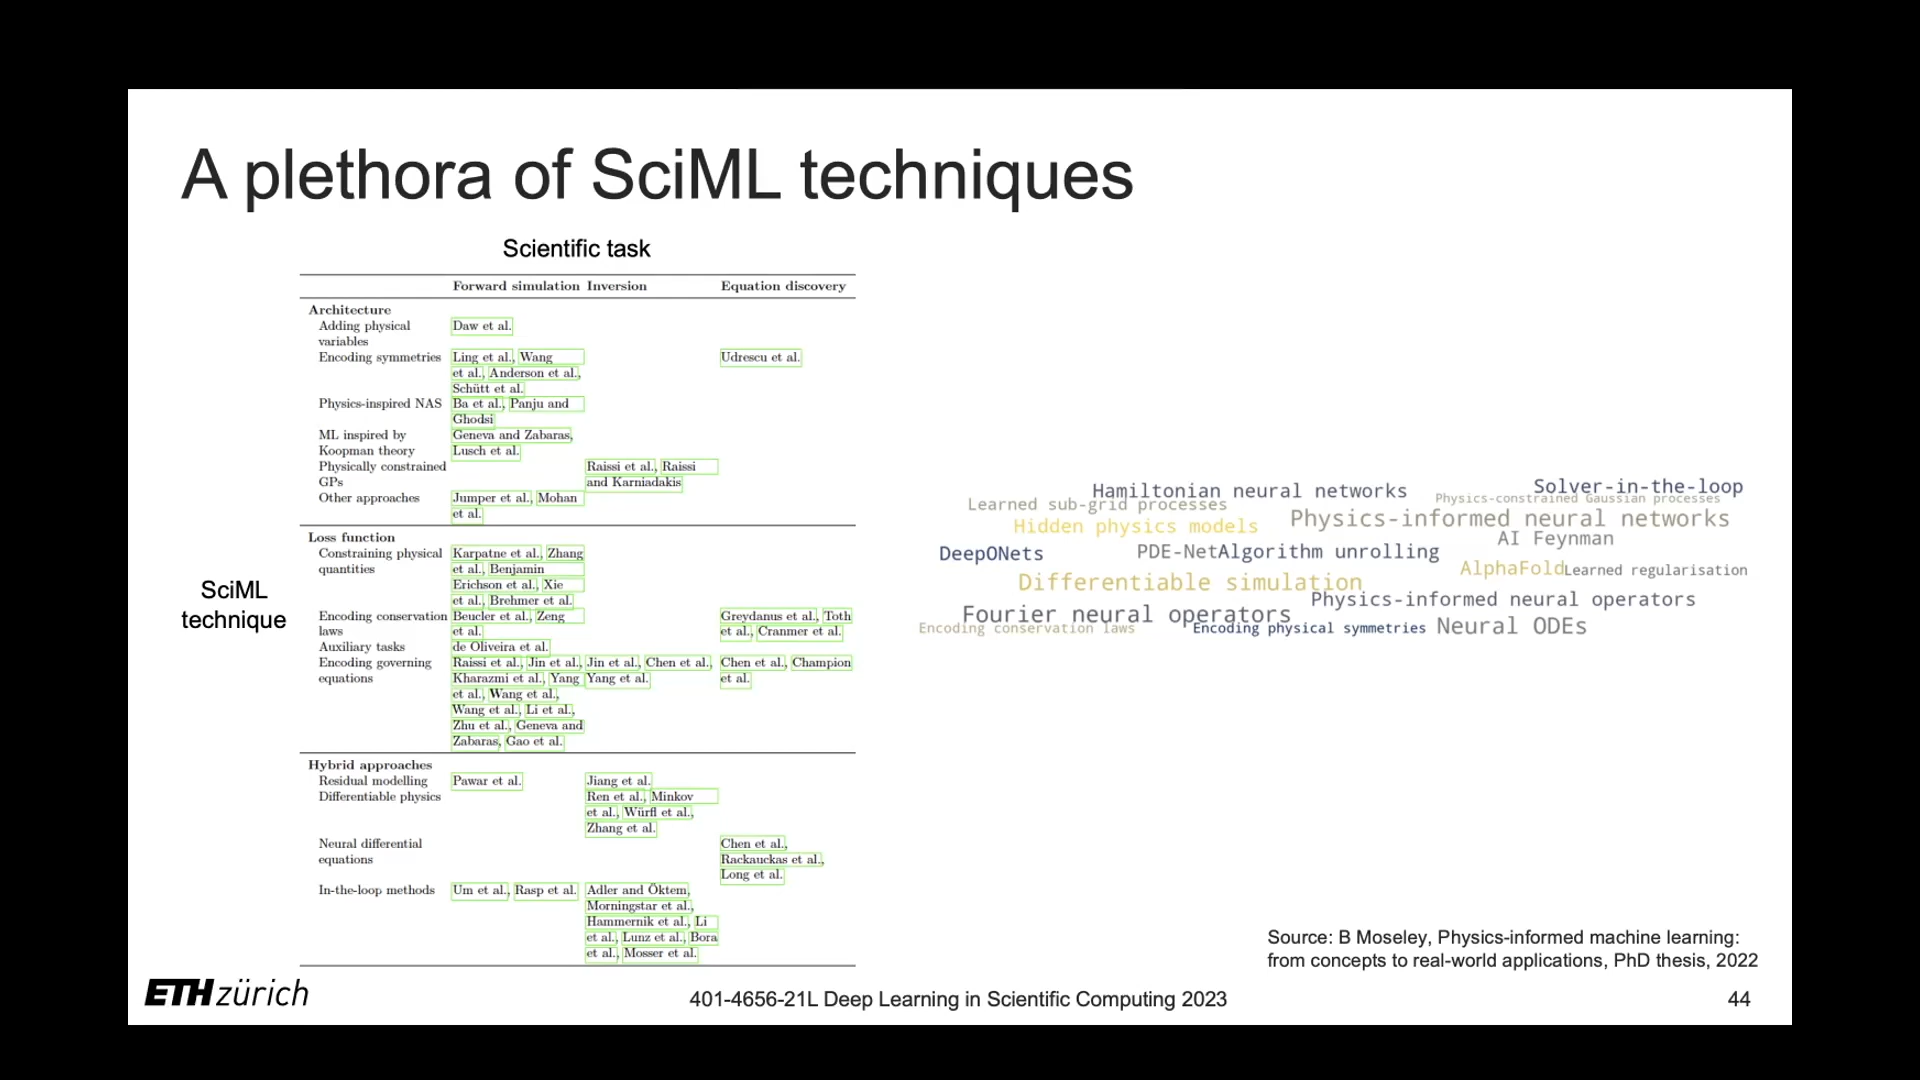 A plethora of SciML techniques
Scientific task
Forward simulation Inversion Equation discovery
Architecture
Adding physical Daw et al.
variables
Encoding symmetries Ling et al., Wang Udrescu et al.
et al., Anderson et al.,
Schütt et al.
Physics-inspired NAS Ba et al., Panju and
Ghodsi
ML inspired by Geneva and Zabaras,
Koopman theory Lusch et al.
Physically constrained Raissi et al., Raissi
GPs and Karniadakis
Other approaches Jumper et al., Mohan
et al.
Loss function
Constraining physical Karpatne et al., Zhang
quantities et al., Benjamin
Erichson et al., Xie
et al., Brehmer et al.
Encoding conservation Beucler et al., Zeng Greydanus et al., Toth
laws et al. et al., Cranmer et al.
Auxiliary tasks de Oliveira et al.
Encoding governing Raissi et al., Jin et al., Jin et al., Chen et al., Chen et al., Champion
equations Kharazmi et al., Yang Yang et al. et al.
et al., Wang et al.,
Wang et al., Li et al.,
Zhu et al., Geneva and
Zabaras, Gao et al.
Hybrid approaches
Residual modelling Pawar et al. Jiang et al.
Differentiable physics Ren et al., Minkov
et al., Würfl et al.,
Zhang et al.
Neural differential Chen et al.,
equations Rackauckas et al.,
Long et al.
In-the-loop methods Um et al., Rasp et al. Adler and Öktem,
Morningstar et al.,
Hammernik et al., Li
et al., Lunz et al., Bora
et al., Mosser et al.
SciML
technique
Hamiltonian neural networks
Solver-in-the-loop
Learned sub-grid processes
Physics-constrained Gaussian processes
Hidden physics models
Physics-informed neural networks
AI Feynman
DeepONets
PDE-Net
Algorithm unrolling
AlphaFold
Learned regularisation
Differentiable simulation
Physics-informed neural operators
Fourier neural operators
Encoding conservation laws
Encoding physical symmetries
Neural ODEs
Source: B Moseley, Physics-informed machine learning:
from concepts to real-world applications, PhD thesis, 2022
ETH zürich
401-4656-21L Deep Learning in Scientific Computing 2023
44